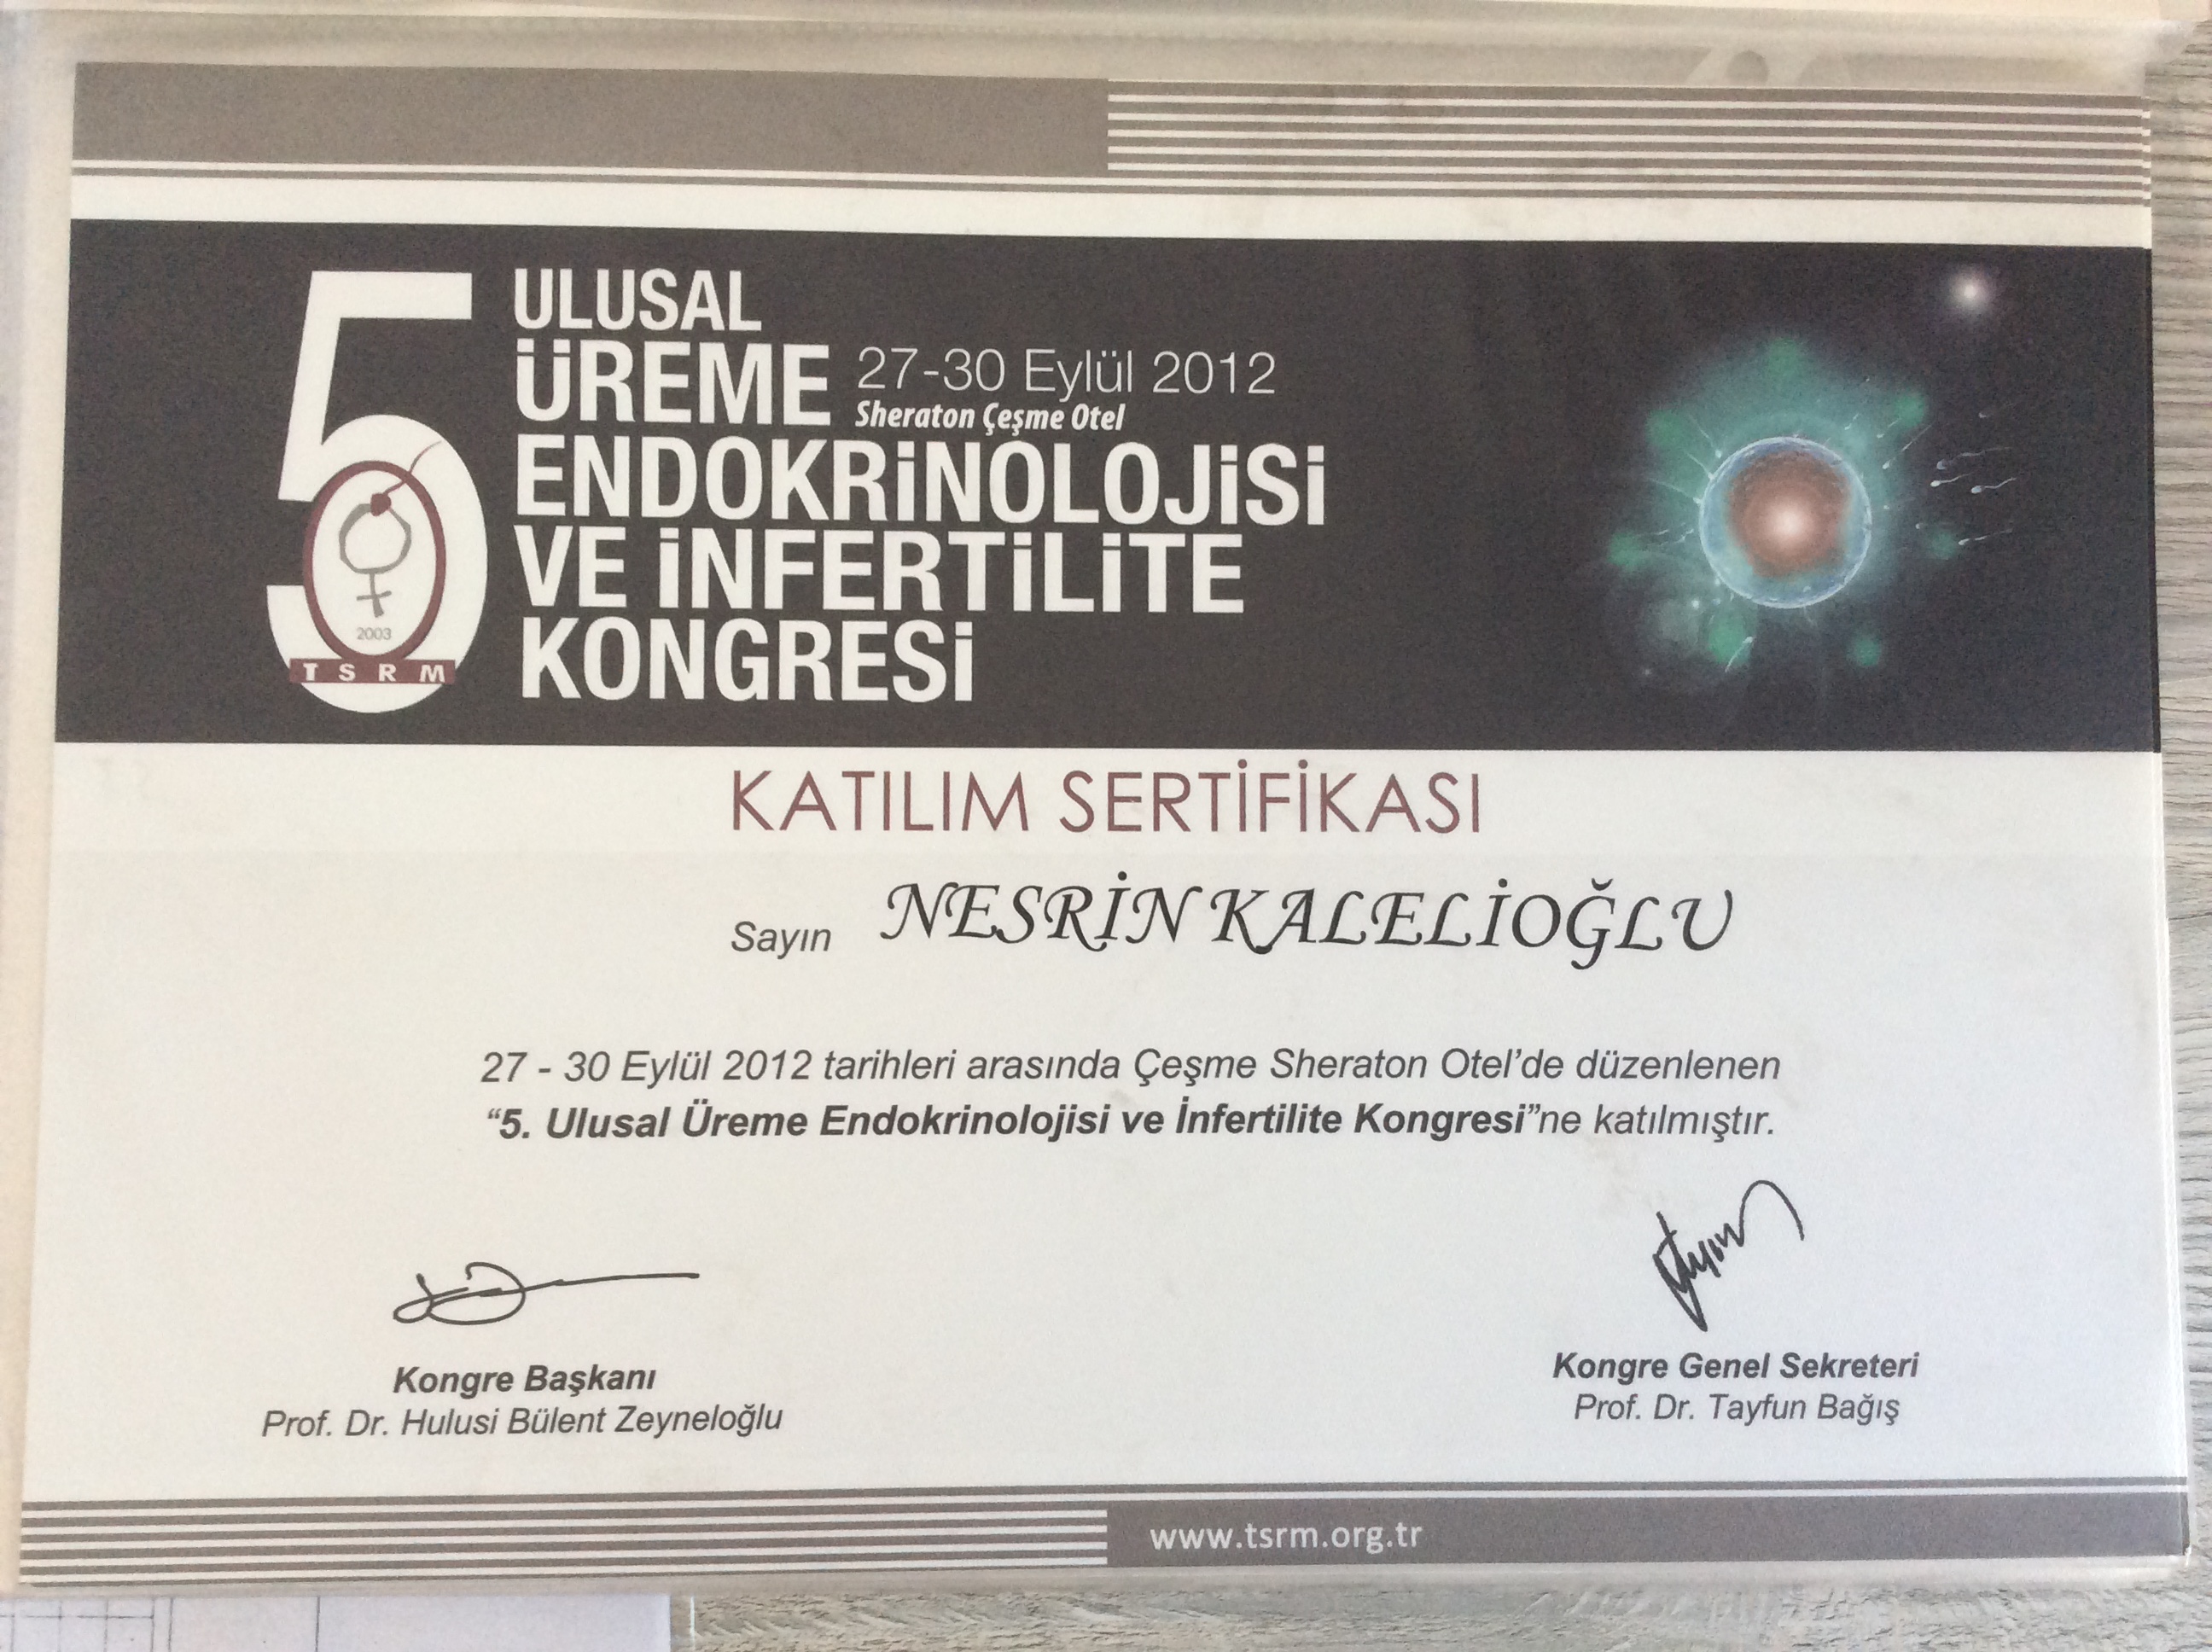 5 ULUSAL
ÜREME 27-30 Eylül 2012
Sheraton Çeşme Otel
ENDOKRİNOLOJİSİ
VE İNFERTİLİTE
KONGRESİ
2003
TSRM
KATILIM SERTİFİKASI
Sayın NESRİN KALELİOĞLU
27 - 30 Eylül 2012 tarihleri arasında Çeşme Sheraton Otel’de düzenlenen
“5. Ulusal Üreme Endokrinolojisi ve İnfertilite Kongresi”ne katılmıştır.
Kongre Başkanı
Prof. Dr. Hulusi Bülent Zeyneloğlu
Kongre Genel Sekreteri
Prof. Dr. Tayfun Bağış
www.tsrm.org.tr